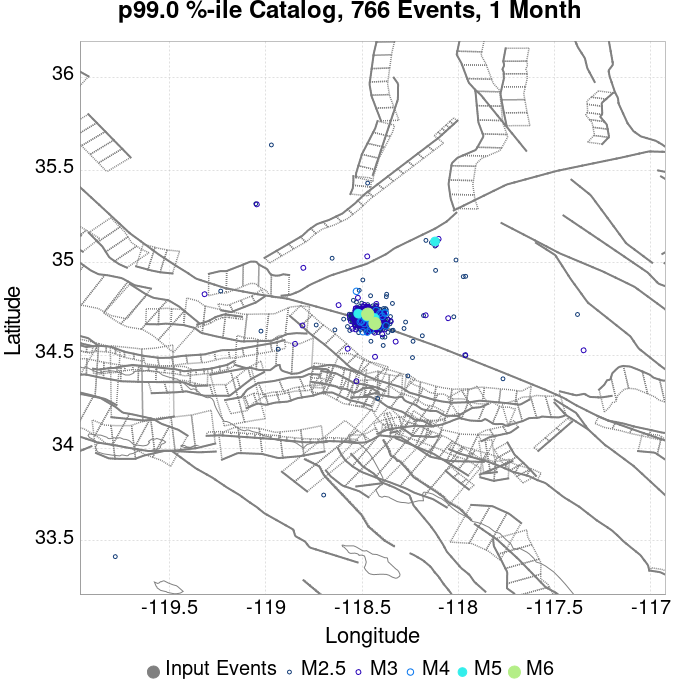 p99.0 %-ile Catalog, 766 Events, 1 Month
36
35.5
35
34.5
34
33.5
Latitude
-119.5
-119
-118.5
-118
-117.5
-117
Longitude
Input Events
M2.5
M3
M4
M5
M6